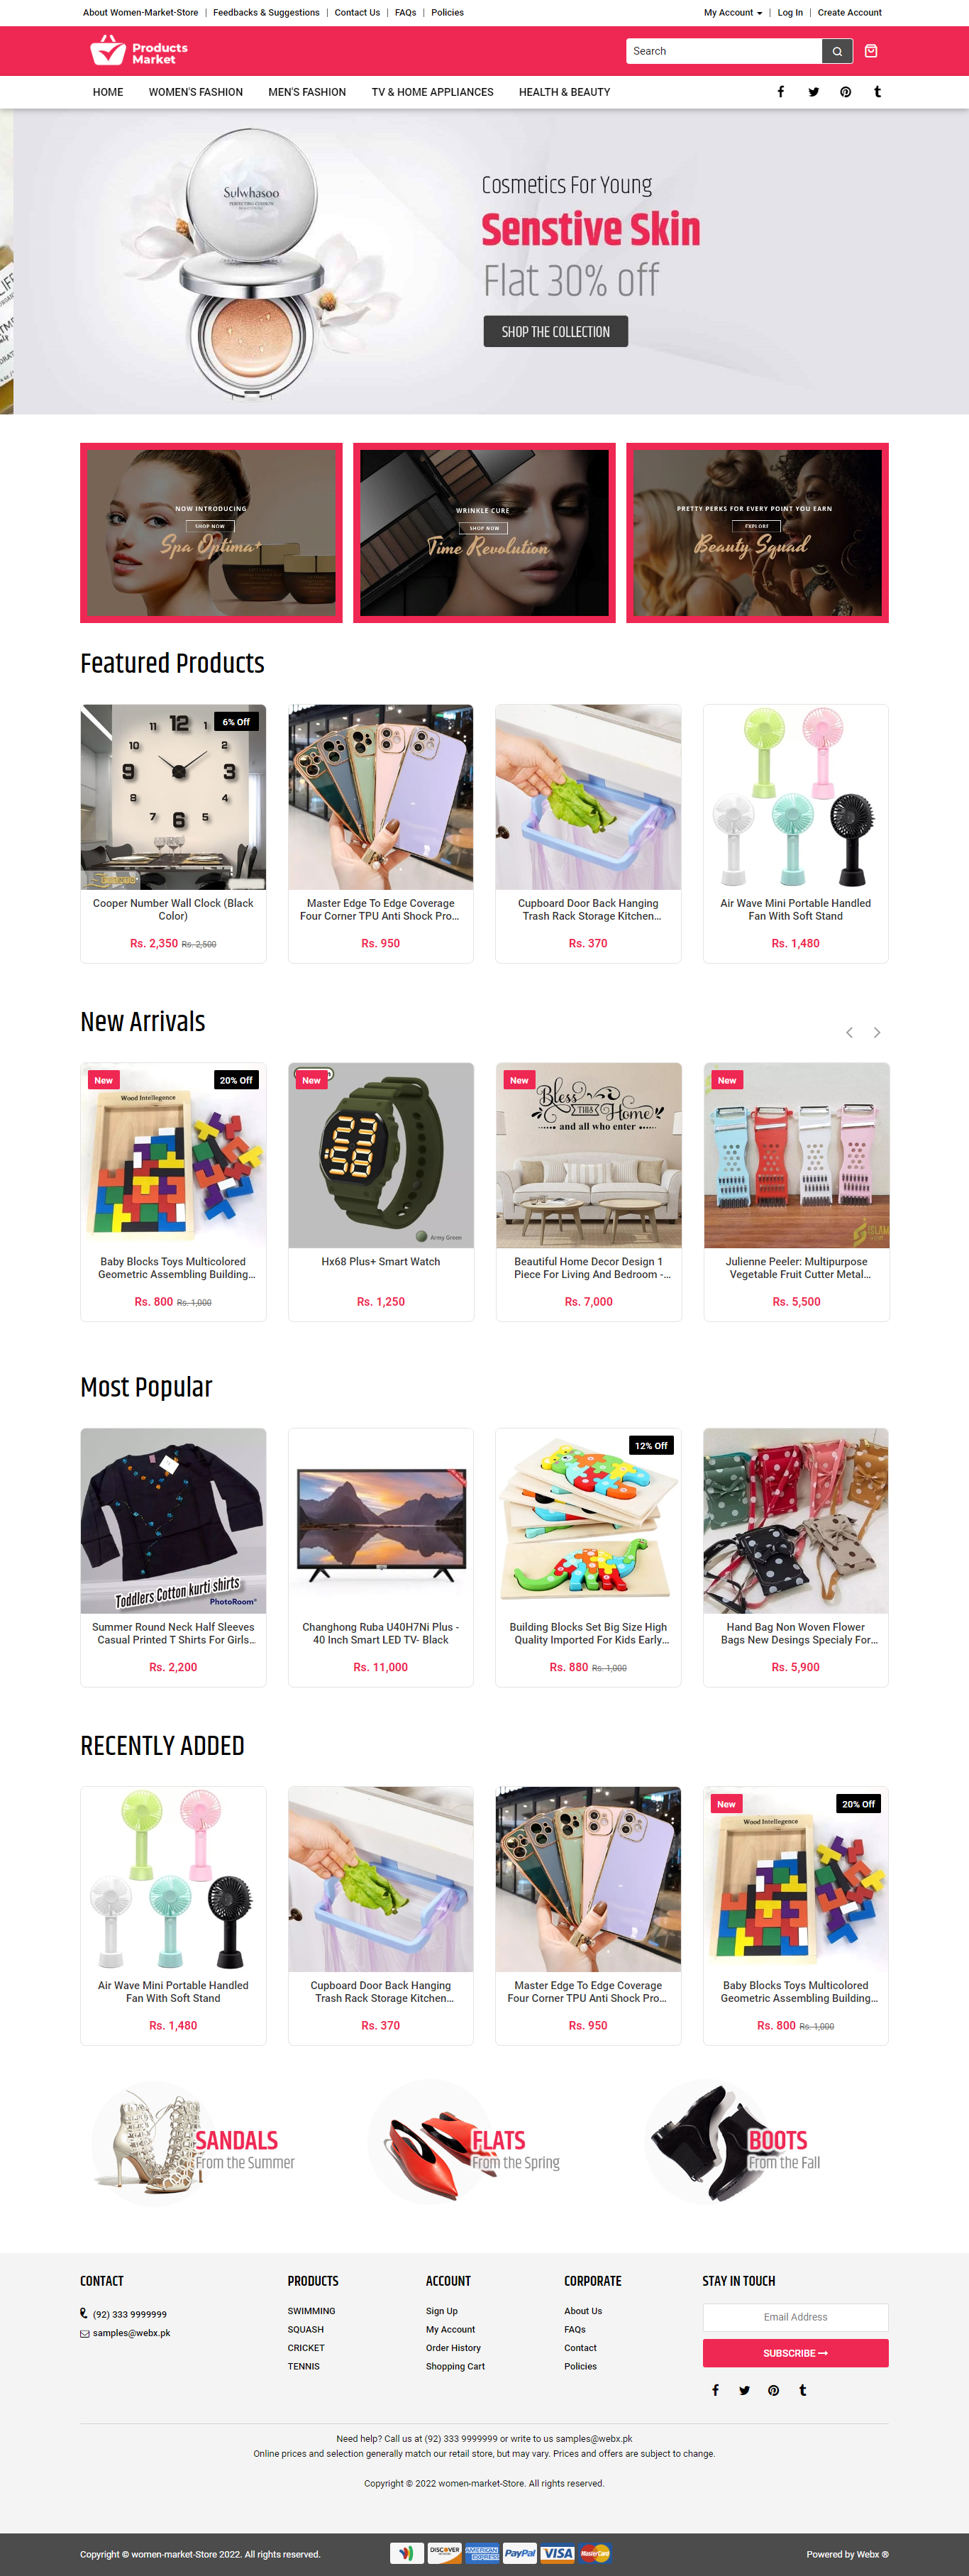 About Women-Market-Store | Feedbacks & Suggestions | Contact Us | FAQs | Policies
My Account | Log In | Create Account
Products
Market
Search
HOME WOMEN'S FASHION MEN'S FASHION TV & HOME APPLIANCES HEALTH & BEAUTY
Sulwhasoo
PERFECTING CUSHION
Cosmetics For Young
Senstive Skin
Flat 30% off
SHOP THE COLLECTION
NOW INTRODUCING
SHOP NOW
Spa Optima+
WRINKLE CURE
SHOP NOW
Time Revolution
PRETTY PERKS FOR EVERY POINT YOU EARN
EXPLORE
Beauty Squad
Featured Products
6% Off
12 1 2 3 4 5 6 7 8 9 10 11
Cooper Number Wall Clock (Black
Color)
Rs. 2,350 Rs. 2,500
Master Edge To Edge Coverage
Four Corner TPU Anti Shock Pro...
Rs. 950
Cupboard Door Back Hanging
Trash Rack Storage Kitchen...
Rs. 370
Air Wave Mini Portable Handled
Fan With Soft Stand
Rs. 1,480
New Arrivals
New
20% Off
Wood Intellegence
Baby Blocks Toys Multicolored
Geometric Assembling Building...
Rs. 800 Rs. 1,000
New
Army Green
Hx68 Plus+ Smart Watch
Rs. 1,250
New
Bless
THIS
Home
and all who enter
Beautiful Home Decor Design 1
Piece For Living And Bedroom -...
Rs. 7,000
New
ISLAM
Julienne Peeler: Multipurpose
Vegetable Fruit Cutter Metal...
Rs. 5,500
Most Popular
Toddlers Cotton kurti shirts
PhotoRoom
Summer Round Neck Half Sleeves
Casual Printed T Shirts For Girls...
Rs. 2,200
Changhong Ruba U40H7Ni Plus -
40 Inch Smart LED TV- Black
Rs. 11,000
12% Off
Building Blocks Set Big Size High
Quality Imported For Kids Early...
Rs. 880 Rs. 1,000
Hand Bag Non Woven Flower
Bags New Desings Specialy For...
Rs. 5,900
RECENTLY ADDED
Air Wave Mini Portable Handled
Fan With Soft Stand
Rs. 1,480
Cupboard Door Back Hanging
Trash Rack Storage Kitchen...
Rs. 370
Master Edge To Edge Coverage
Four Corner TPU Anti Shock Pro...
Rs. 950
New
20% Off
Wood Intellegence
Baby Blocks Toys Multicolored
Geometric Assembling Building...
Rs. 800 Rs. 1,000
SANDALS
From the Summer
FLATS
From the Spring
BOOTS
From the Fall
CONTACT
(92) 333 9999999
samples@webx.pk
PRODUCTS
SWIMMING
SQUASH
CRICKET
TENNIS
ACCOUNT
Sign Up
My Account
Order History
Shopping Cart
CORPORATE
About Us
FAQs
Contact
Policies
STAY IN TOUCH
Email Address
SUBSCRIBE
Need help? Call us at (92) 333 9999999 or write to us samples@webx.pk
Online prices and selection generally match our retail store, but may vary. Prices and offers are subject to change.
Copyright © 2022 women-market-Store. All rights reserved.
Copyright © women-market-Store 2022. All rights reserved.
DISCOVER
AMERICAN EXPRESS
PayPal
VISA
MasterCard
Powered by Webx ®